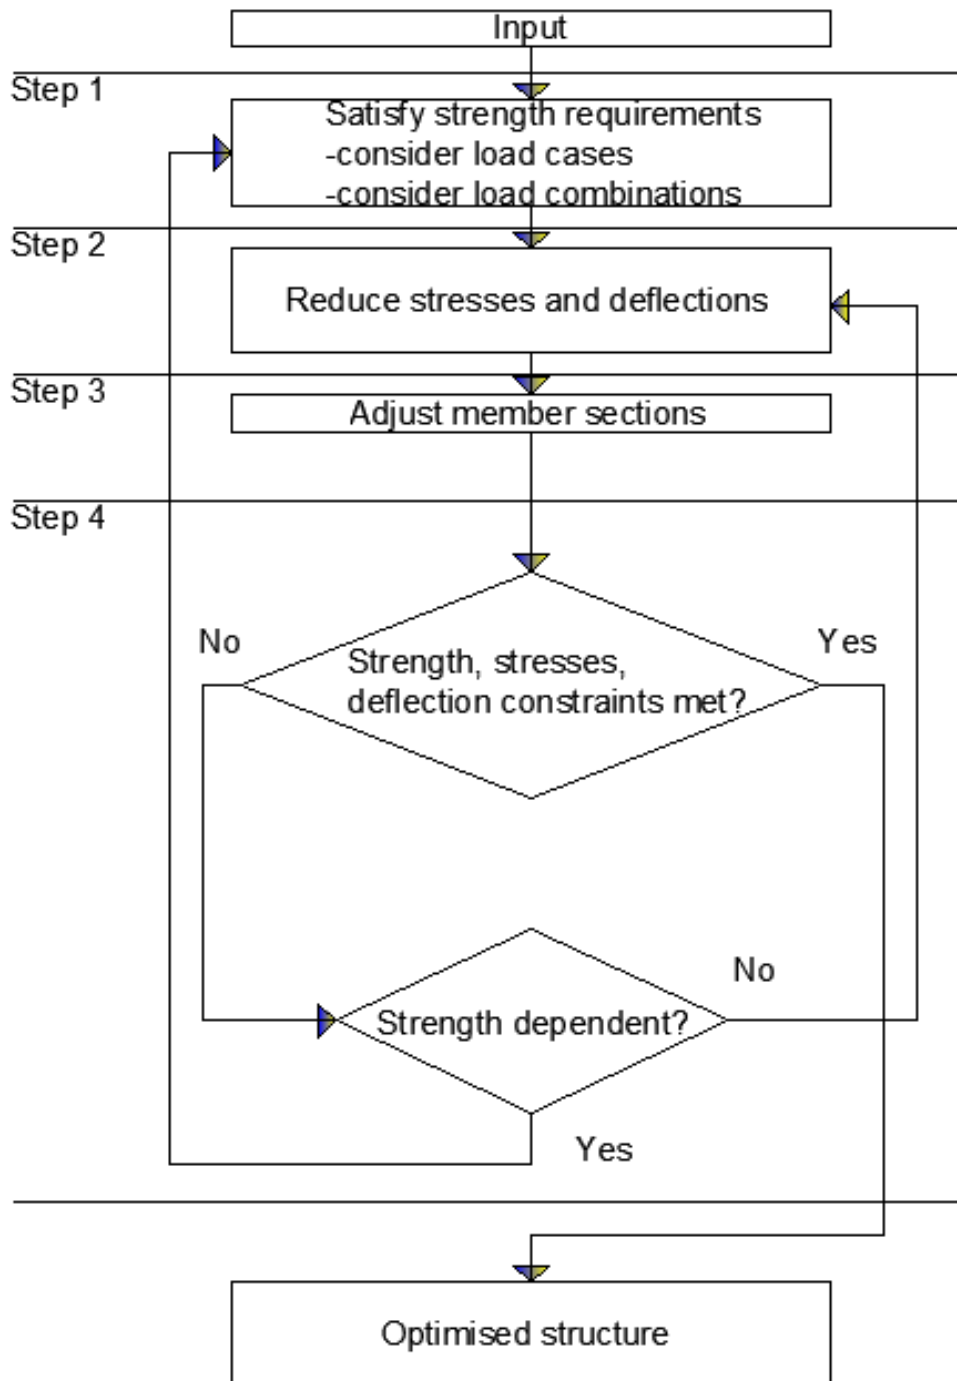 Input
Step 1
Satisfy strength requirements
-consider load cases
-consider load combinations
Step 2
Reduce stresses and deflections
Step 3
Adjust member sections
Step 4
No
Yes
Strength, stresses,
deflection constraints met?
No
Strength dependent?
Yes
Optimised structure